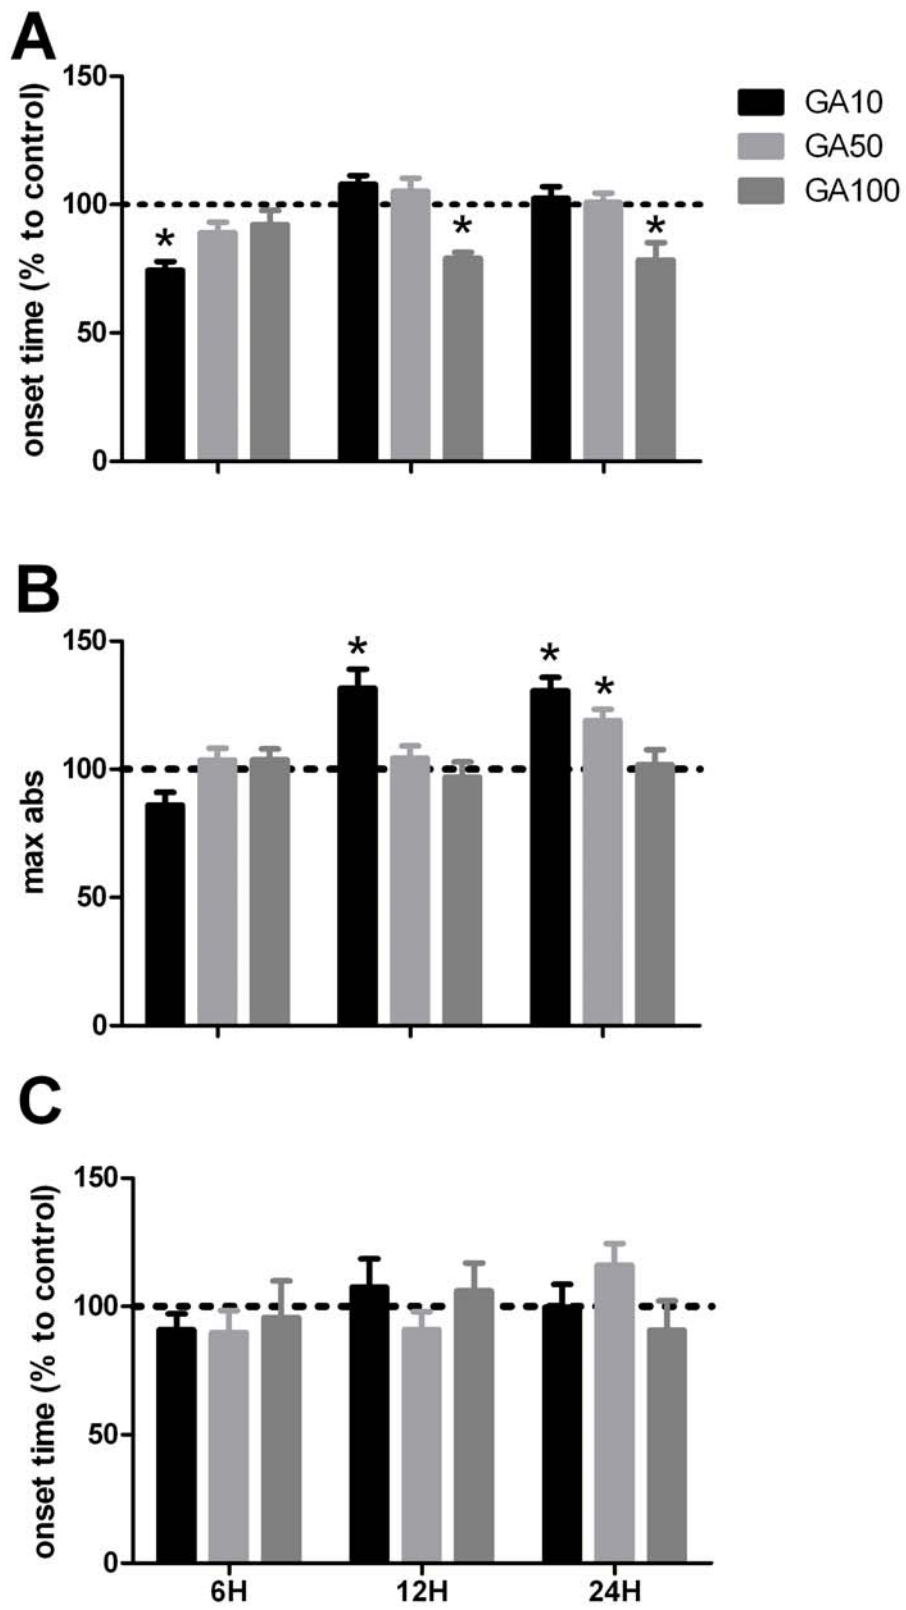 A
onset time (% to control)
150
100
50
0
* * *
GA10
GA50
GA100
B
max abs
150
100
50
0
* * *
C
onset time (% to control)
150
100
50
0
6H 12H 24H